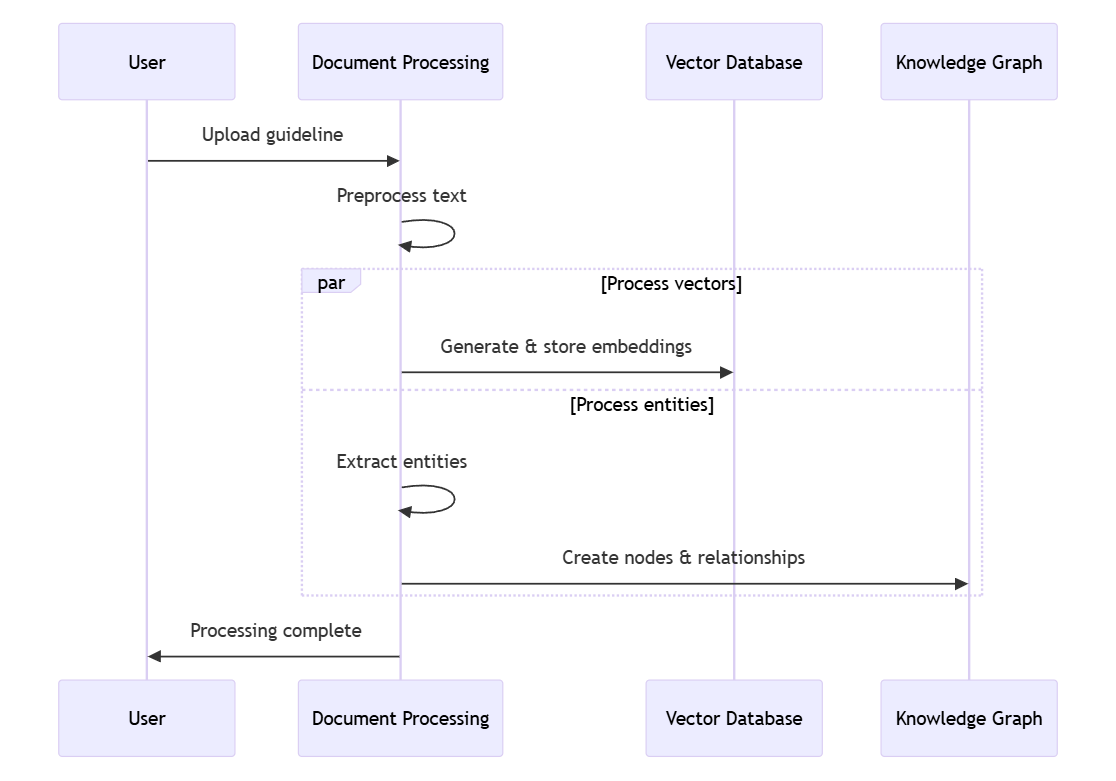 User
Document Processing
Vector Database
Knowledge Graph
Upload guideline
Preprocess text
par
[Process vectors]
Generate & store embeddings
[Process entities]
Extract entities
Create nodes & relationships
Processing complete
User
Document Processing
Vector Database
Knowledge Graph